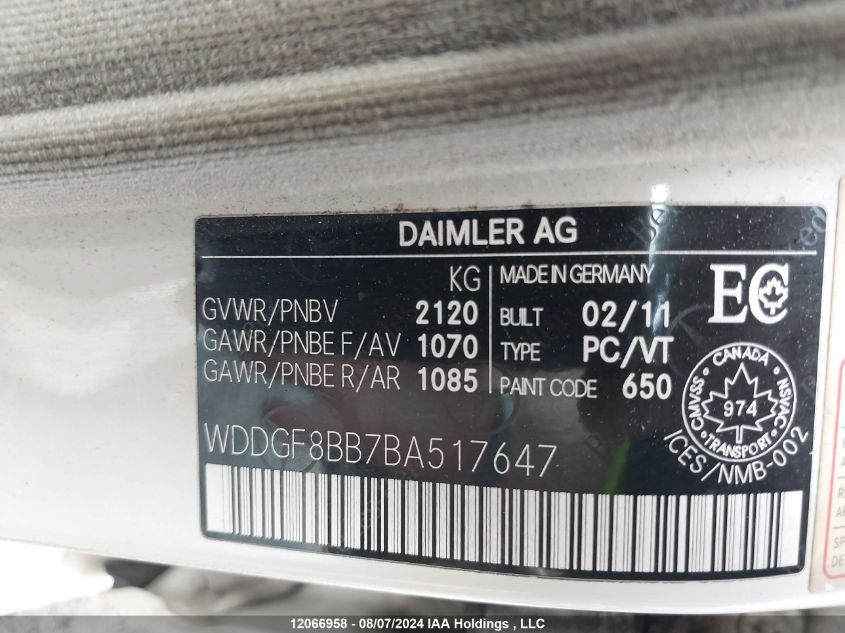 DAIMLER AG
KG
GVWR/PNBV 2120
GAWR/PNBE F/AV 1070
GAWR/PNBE R/AR 1085
MADE IN GERMANY
BUILT 02/11
TYPE PC/VT
PAINT CODE 650
EC
CANADA
CMVSS 974 NSVAC
TRANSPORT
ICES/NMB-002
WDDGF8BB7BA517647
12066958 - 08/07/2024 IAA Holdings , LLC